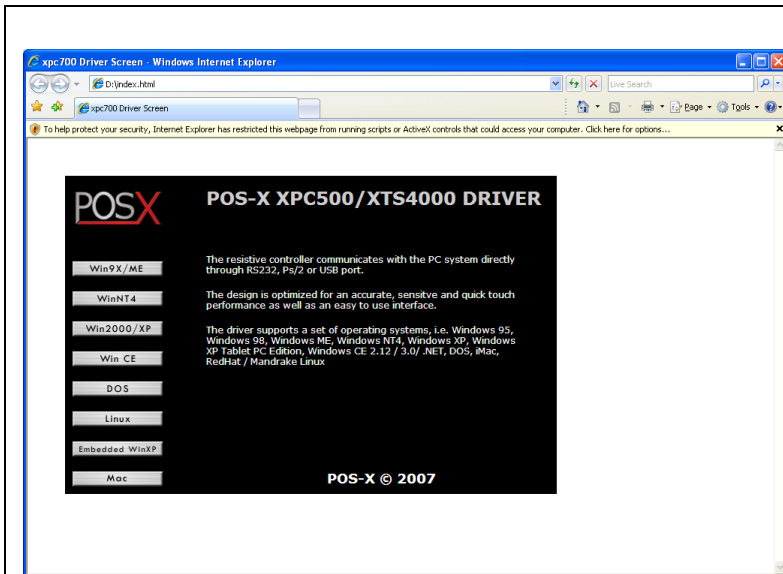 xpc700 Driver Screen - Windows Internet Explorer
D:\index.html
Live Search
xpc700 Driver Screen
Page
Tools
To help protect your security, Internet Explorer has restricted this webpage from running scripts or ActiveX controls that could access your computer. Click here for options...
POSX
POS-X XPC500/XTS4000 DRIVER
The resistive controller communicates with the PC system directly
through RS232, Ps/2 or USB port.
The design is optimized for an accurate, sensitve and quick touch
performance as well as an easy to use interface.
The driver supports a set of operating systems, i.e. Windows 95,
Windows 98, Windows ME, Windows NT4, Windows XP, Windows
XP Tablet PC Edition, Windows CE 2.12 / 3.0/ .NET, DOS, iMac,
RedHat / Mandrake Linux
Win9X/ME
WinNT4
Win2000/XP
Win CE
DOS
Linux
Embedded WinXP
Mac
POS-X © 2007